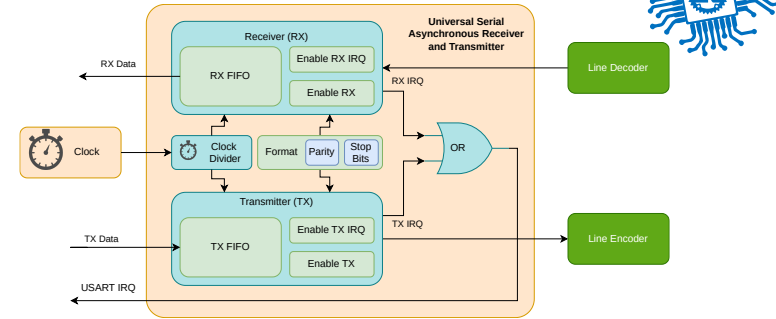 Universal Serial
Asynchronous Receiver
and Transmitter
Receiver (RX)
RX FIFO
Enable RX IRQ
Enable RX
RX Data
RX IRQ
Line Decoder
Clock
Clock
Divider
Format
Parity
Stop
Bits
OR
Transmitter (TX)
TX FIFO
Enable TX IRQ
Enable TX
TX Data
TX IRQ
Line Encoder
USART IRQ